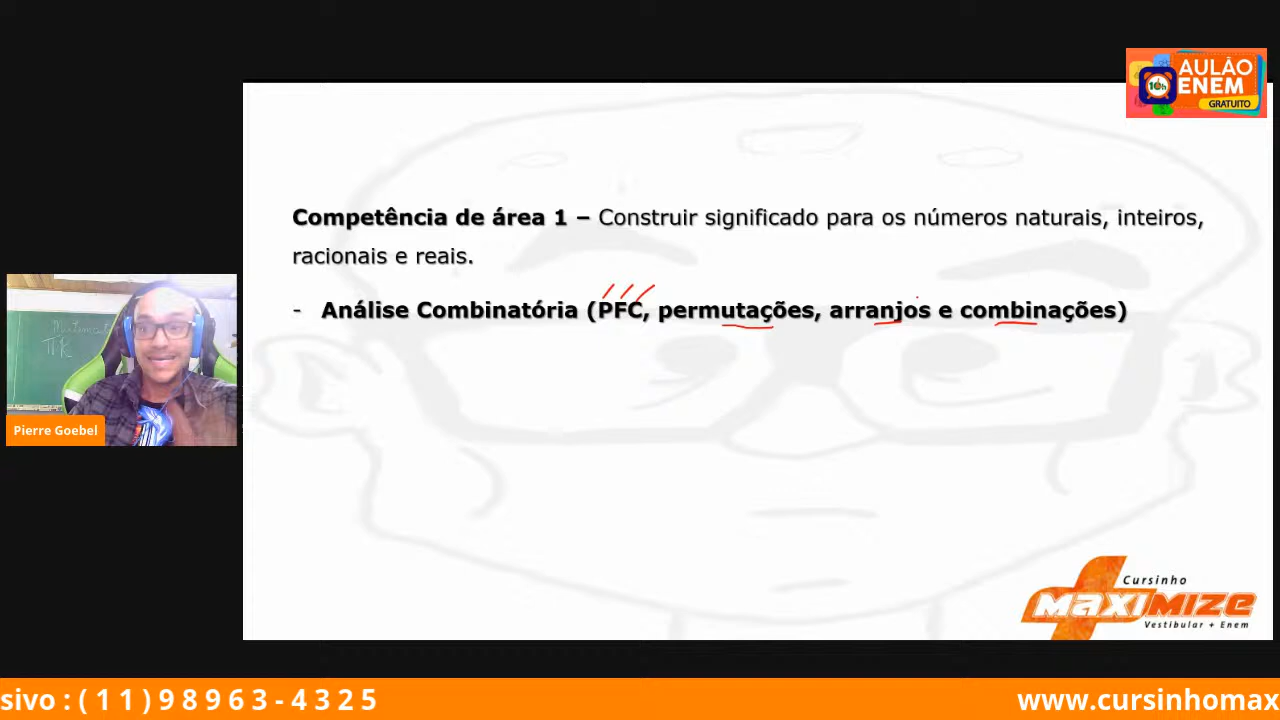 AULÃO
ENEM
GRATUITO
Competência de área 1 – Construir significado para os números naturais, inteiros,
racionais e reais.
- Análise Combinatória (PFC, permutações, arranjos e combinações)
Pierre Goebel
Cursinho
MAXIMIZE
Vestibular + Enem
sivo : ( 1 1 ) 9 8 9 6 3 - 4 3 2 5
www.cursinhomax